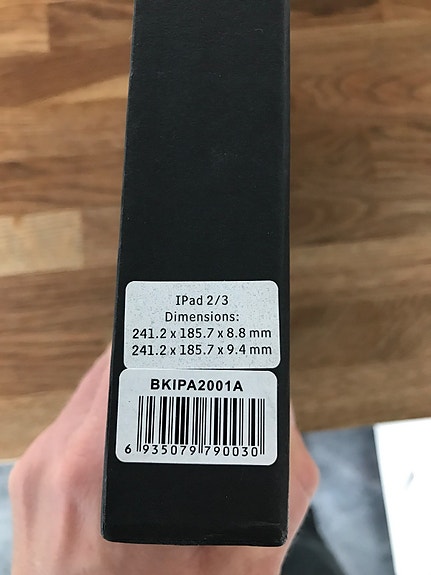 IPad 2/3
Dimensions:
241.2 x 185.7 x 8.8 mm
241.2 x 185.7 x 9.4 mm
BKIPA2001A
6 935079 790030